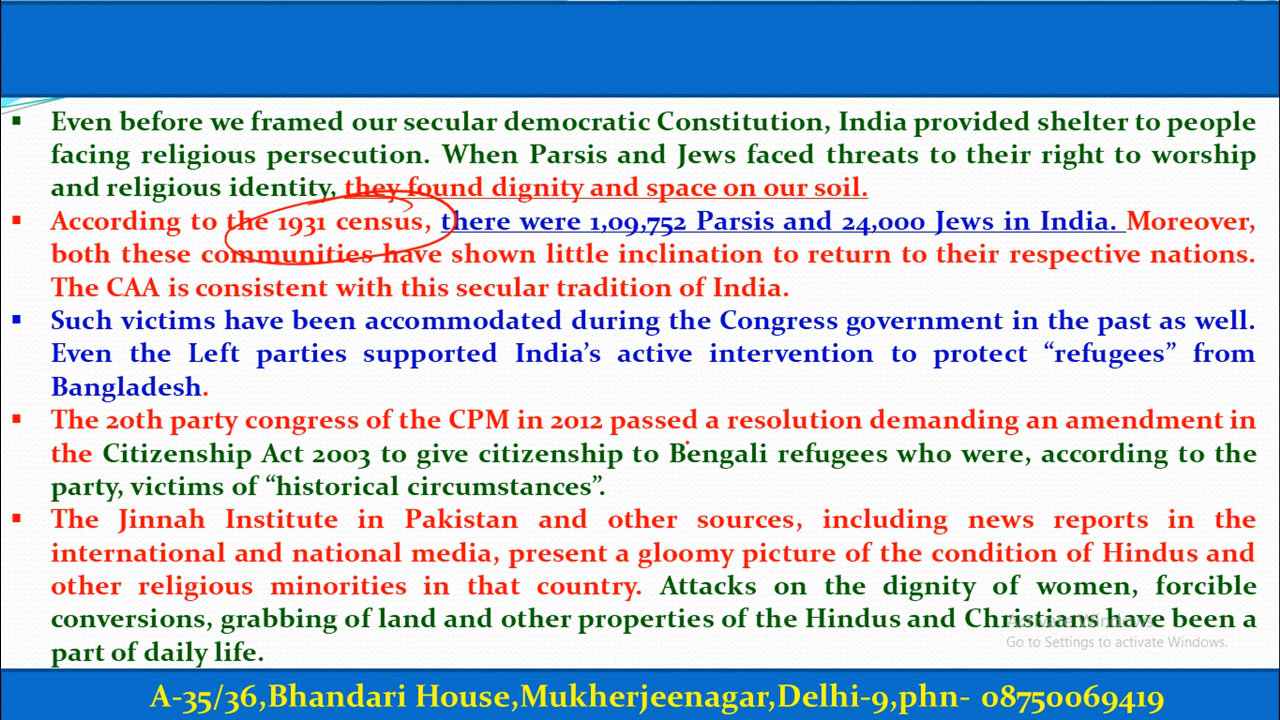 Even before we framed our secular democratic Constitution, India provided shelter to people
facing religious persecution. When Parsis and Jews faced threats to their right to worship
and religious identity, they found dignity and space on our soil.
According to the 1931 census, there were 1,09,752 Parsis and 24,000 Jews in India. Moreover,
both these communities have shown little inclination to return to their respective nations.
The CAA is consistent with this secular tradition of India.
Such victims have been accommodated during the Congress government in the past as well.
Even the Left parties supported India's active intervention to protect “refugees” from
Bangladesh.
The 20th party congress of the CPM in 2012 passed a resolution demanding an amendment in
the Citizenship Act 2003 to give citizenship to Bengali refugees who were, according to the
party, victims of “historical circumstances”.
The Jinnah Institute in Pakistan and other sources, including news reports in the
international and national media, present a gloomy picture of the condition of Hindus and
other religious minorities in that country. Attacks on the dignity of women, forcible
conversions, grabbing of land and other properties of the Hindus and Christians have been a
part of daily life.
Activate Windows
Go to Settings to activate Windows.
A-35/36,Bhandari House,Mukherjeenagar,Delhi-9,phn- 08750069419